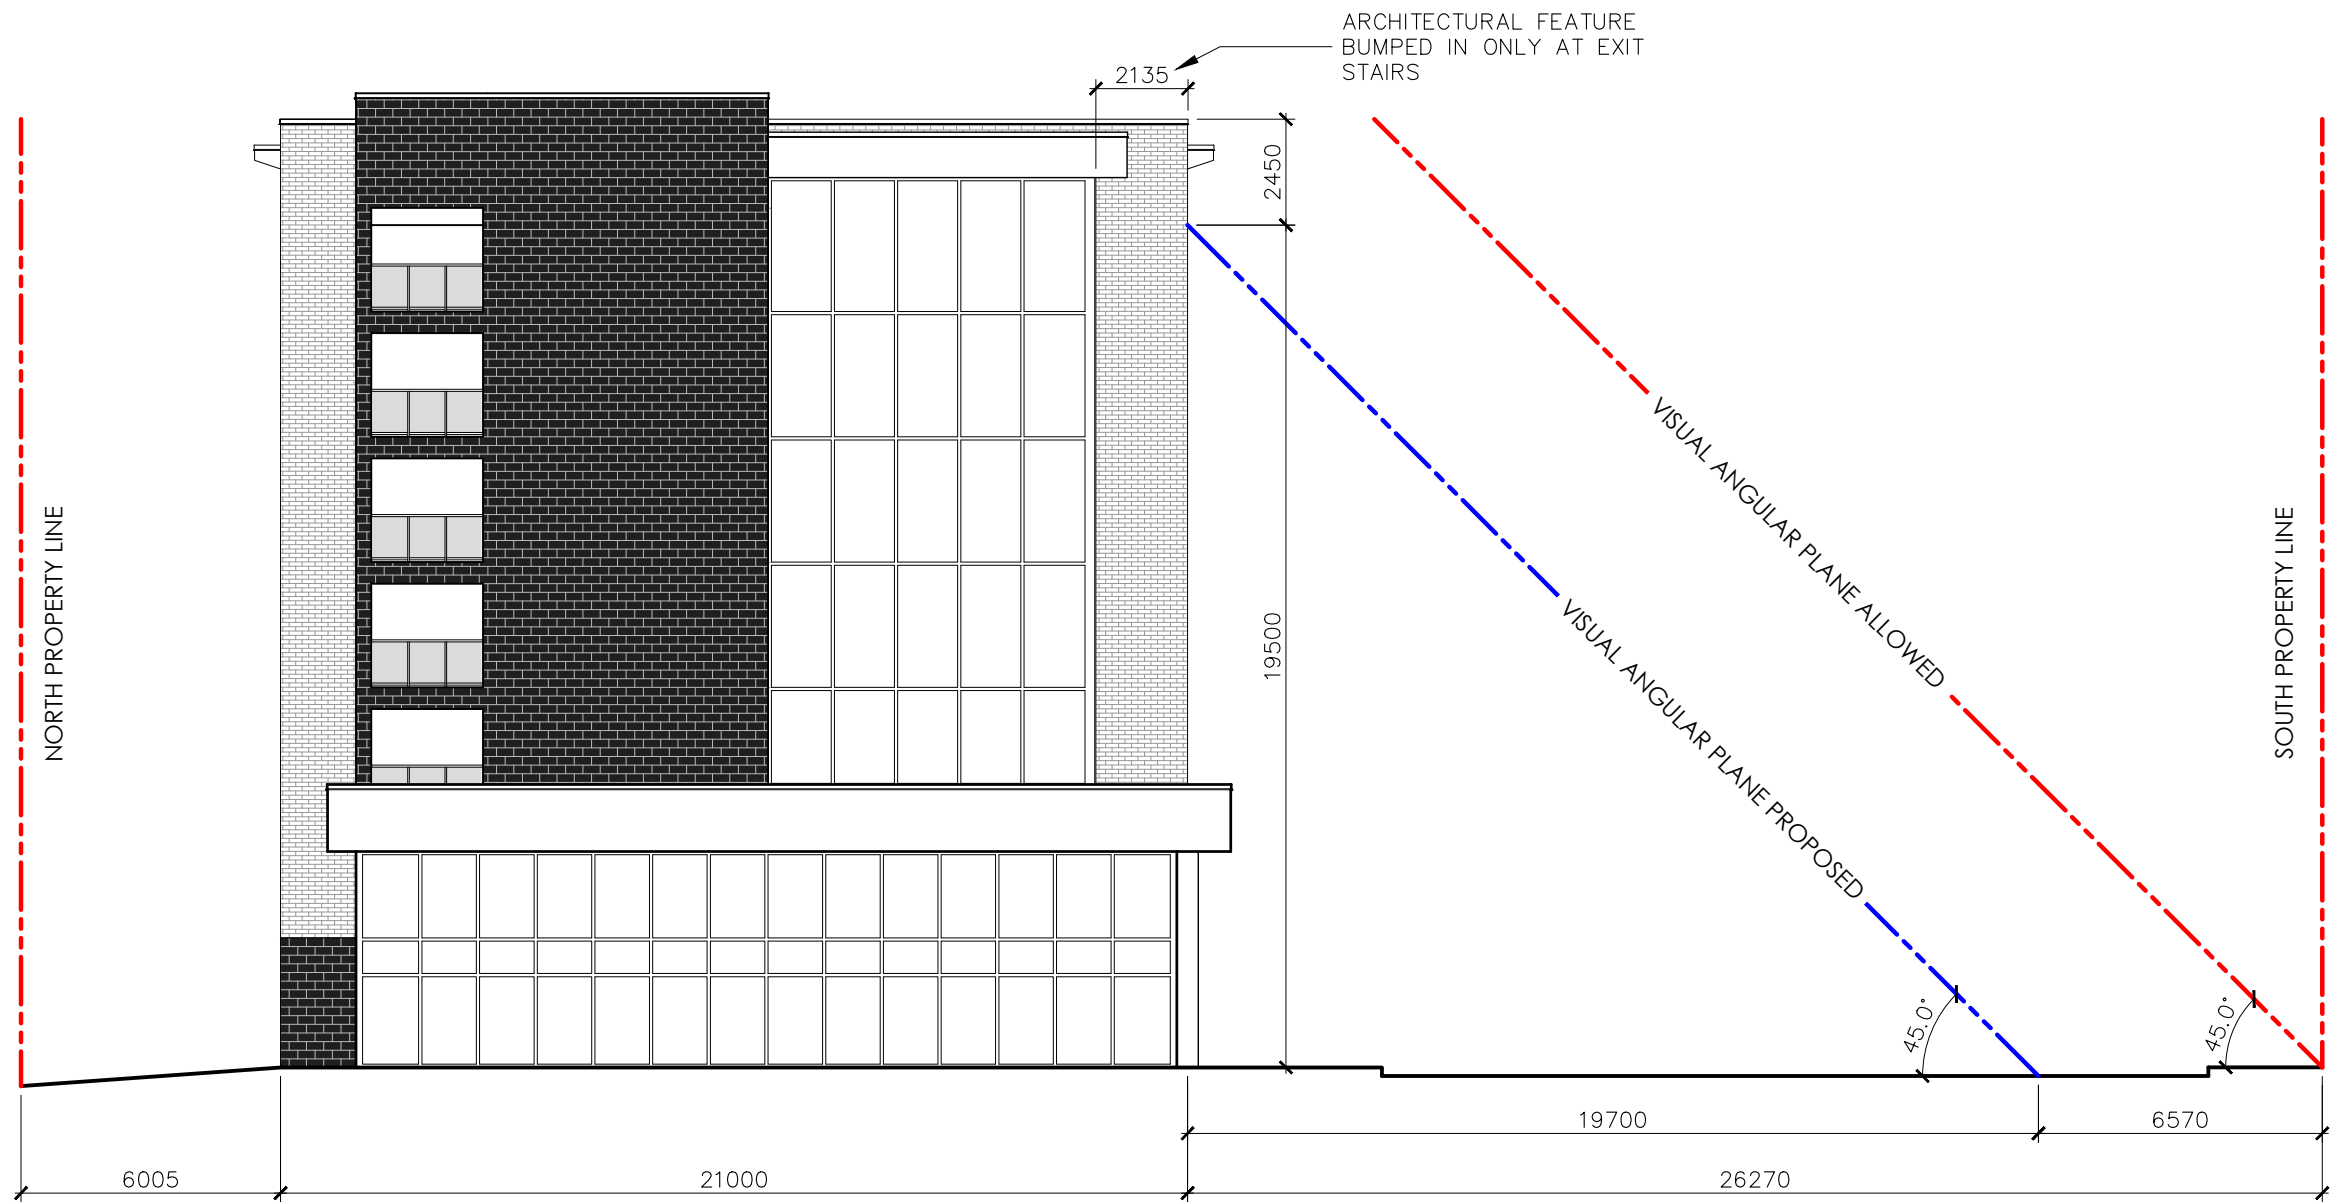 ARCHITECTURAL FEATURE
BUMPED IN ONLY AT EXIT
STAIRS
2135
2450
19500
NORTH PROPERTY LINE
VISUAL ANGULAR PLANE ALLOWED
VISUAL ANGULAR PLANE PROPOSED
SOUTH PROPERTY LINE
45.0°
45.0°
19700
6570
6005
21000
26270